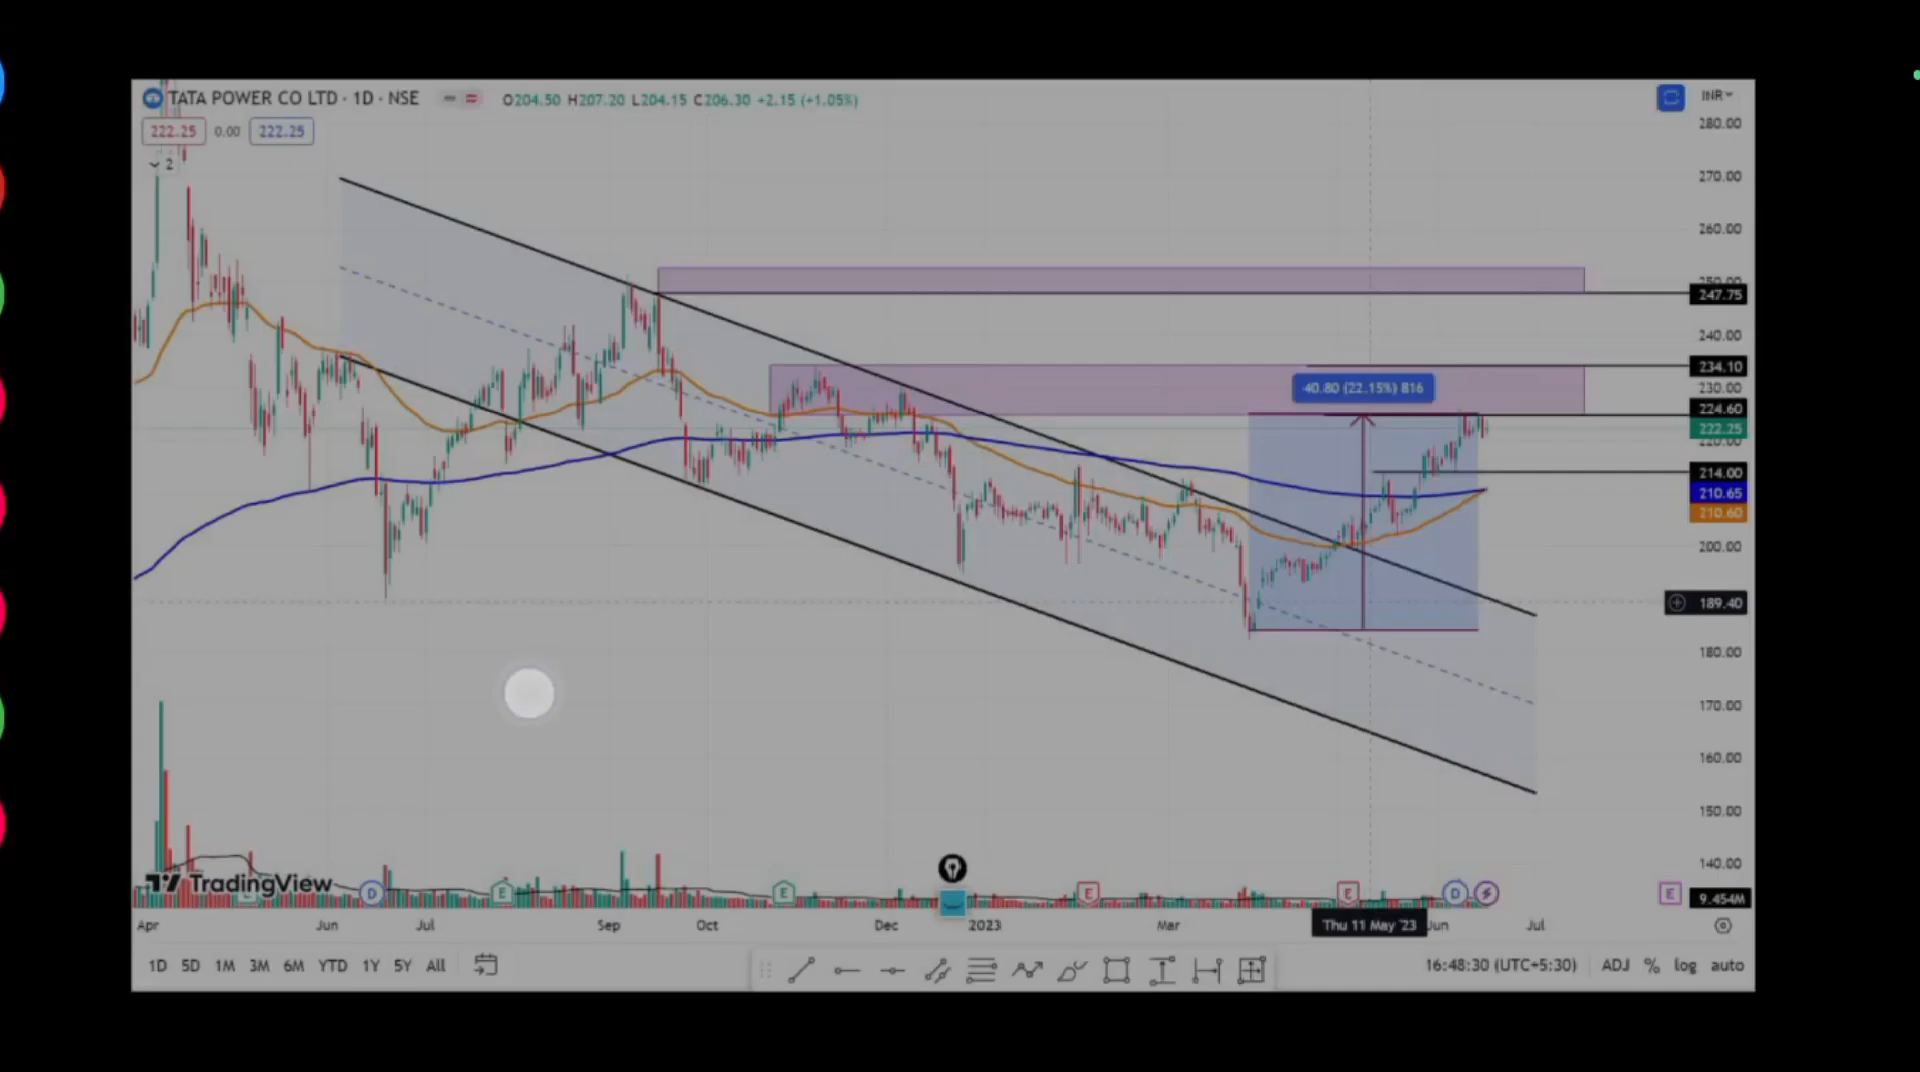 TATA POWER CO LTD · 1D · NSE O204.50 H207.20 L204.15 C206.30 +2.15 (+1.05%) INR
222.25 0.00 222.25
2
280.00
270.00
260.00
247.75
240.00
234.10
230.00
40.80 (22.15%) 816
224.60
222.25
220.00
214.00
210.65
210.60
200.00
189.40
180.00
170.00
160.00
150.00
140.00
TradingView
D E E E E D E
9.454M
Apr Jun Jul Sep Oct Dec 2023 Mar Thu 11 May '23 Jun Jul
1D 5D 1M 3M 6M YTD 1Y 5Y All 16:48:30 (UTC+5:30) ADJ % log auto